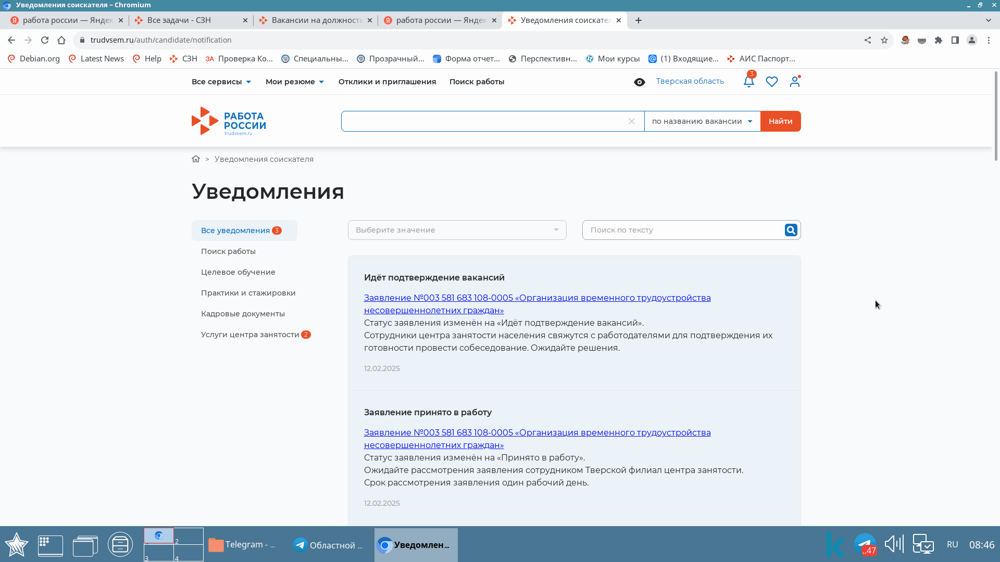 Уведомления соискателя – Chromium
работа россии — Яндек
Все задачи - СЗН
Вакансии на должность
работа россии — Яндек
Уведомления соискател
trudvsem.ru/auth/candidate/notification
Debian.org
Latest News
Help
СЗН
ЗА
Проверка Ко...
Специальны...
Прозрачный...
Форма отчет...
Перспективн...
Мои курсы
(1) Входящие...
АИС Паспорт...
Все сервисы
Мои резюме
Отклики и приглашения
Поиск работы
Тверская область
3
РАБОТА
РОССИИ
trudvsem.ru
по названию вакансии
Найти
> Уведомления соискателя
Уведомления
Все уведомления 3
Поиск работы
Целевое обучение
Практики и стажировки
Кадровые документы
Услуги центра занятости 2
Выберите значение
Поиск по тексту
Идёт подтверждение вакансий
Заявление №003 581 683 108-0005 «Организация временного трудоустройства
несовершеннолетних граждан»
Статус заявления изменён на «Идёт подтверждение вакансий».
Сотрудники центра занятости населения свяжутся с работодателями для подтверждения их
готовности провести собеседование. Ожидайте решения.
12.02.2025
Заявление принято в работу
Заявление №003 581 683 108-0005 «Организация временного трудоустройства
несовершеннолетних граждан»
Статус заявления изменён на «Принято в работу».
Ожидайте рассмотрения заявления сотрудником Тверской филиал центра занятости.
Срок рассмотрения заявления один рабочий день.
12.02.2025
2
3
4
Telegram - ...
Областной ...
Уведомлен...
..47
RU
08:46